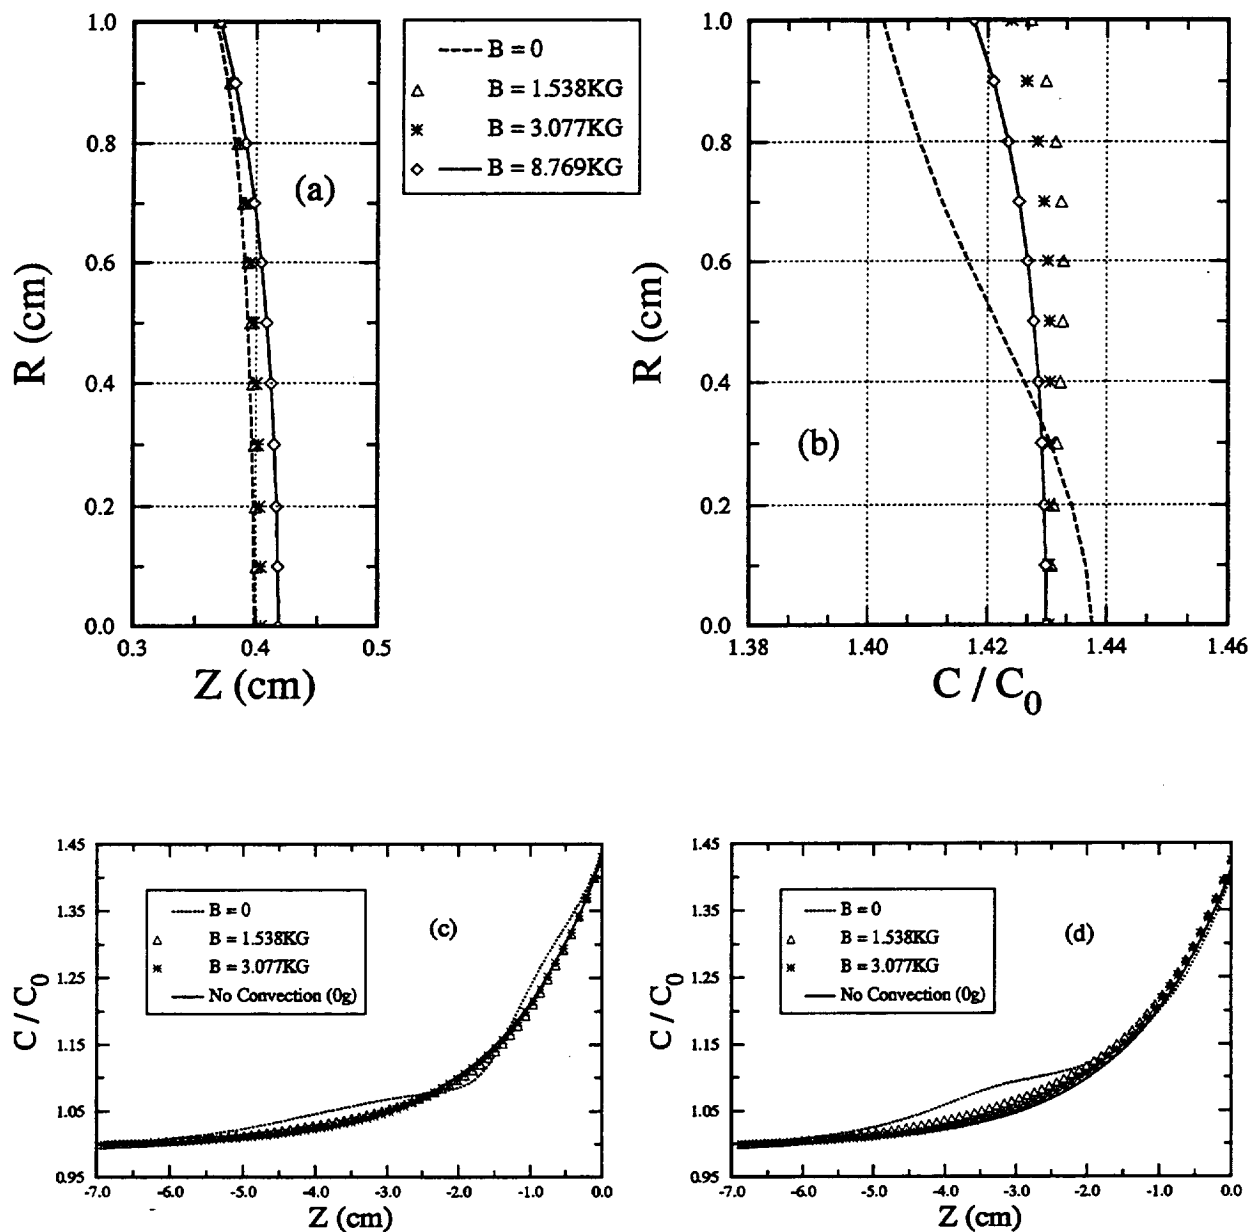 1.0
0.8
0.6
0.4
0.2
0.0
R (cm)
0.3 0.4 0.5
Z (cm)
(a)
B = 0
B = 1.538KG
B = 3.077KG
B = 8.769KG
1.0
0.8
0.6
0.4
0.2
0.0
R (cm)
1.38 1.40 1.42 1.44 1.46
C / C0
(b)
1.45
1.35
1.25
1.15
1.05
0.95
C / C0
-7.0 -6.0 -5.0 -4.0 -3.0 -2.0 -1.0 0.0
Z (cm)
(c)
B = 0
B = 1.538KG
B = 3.077KG
No Convection (0g)
1.45
1.35
1.25
1.15
1.05
0.95
C / C0
-7.0 -6.0 -5.0 -4.0 -3.0 -2.0 -1.0 0.0
Z (cm)
(d)
B = 0
B = 1.538KG
B = 3.077KG
No Convection (0g)